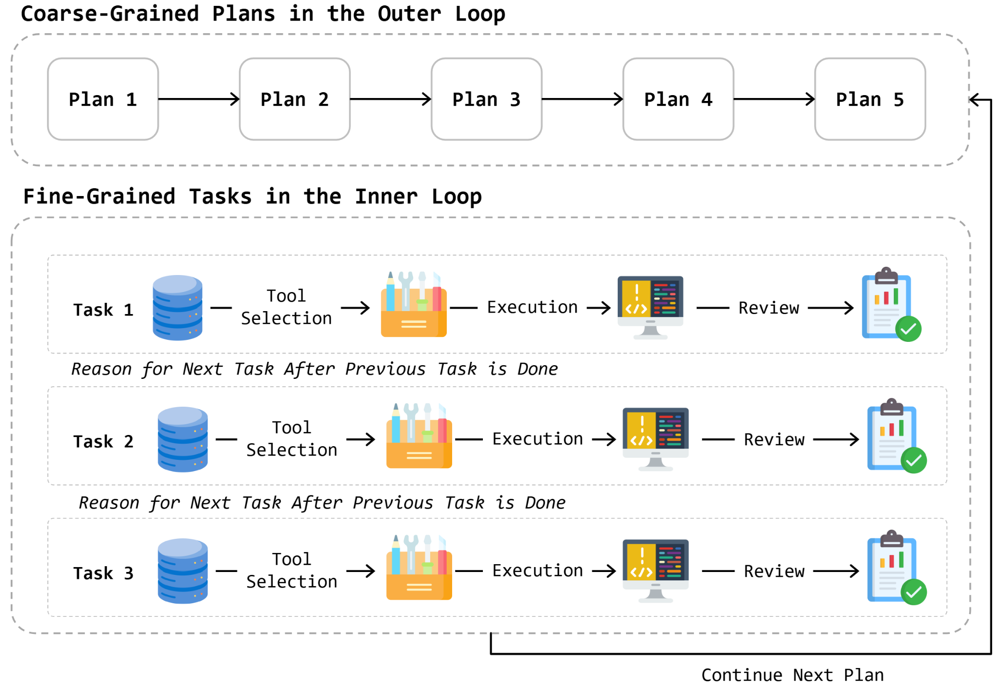 Coarse-Grained Plans in the Outer Loop
Plan 1
Plan 2
Plan 3
Plan 4
Plan 5
Fine-Grained Tasks in the Inner Loop
Task 1
Tool
Selection
Execution
Review
Reason for Next Task After Previous Task is Done
Task 2
Tool
Selection
Execution
Review
Reason for Next Task After Previous Task is Done
Task 3
Tool
Selection
Execution
Review
Continue Next Plan